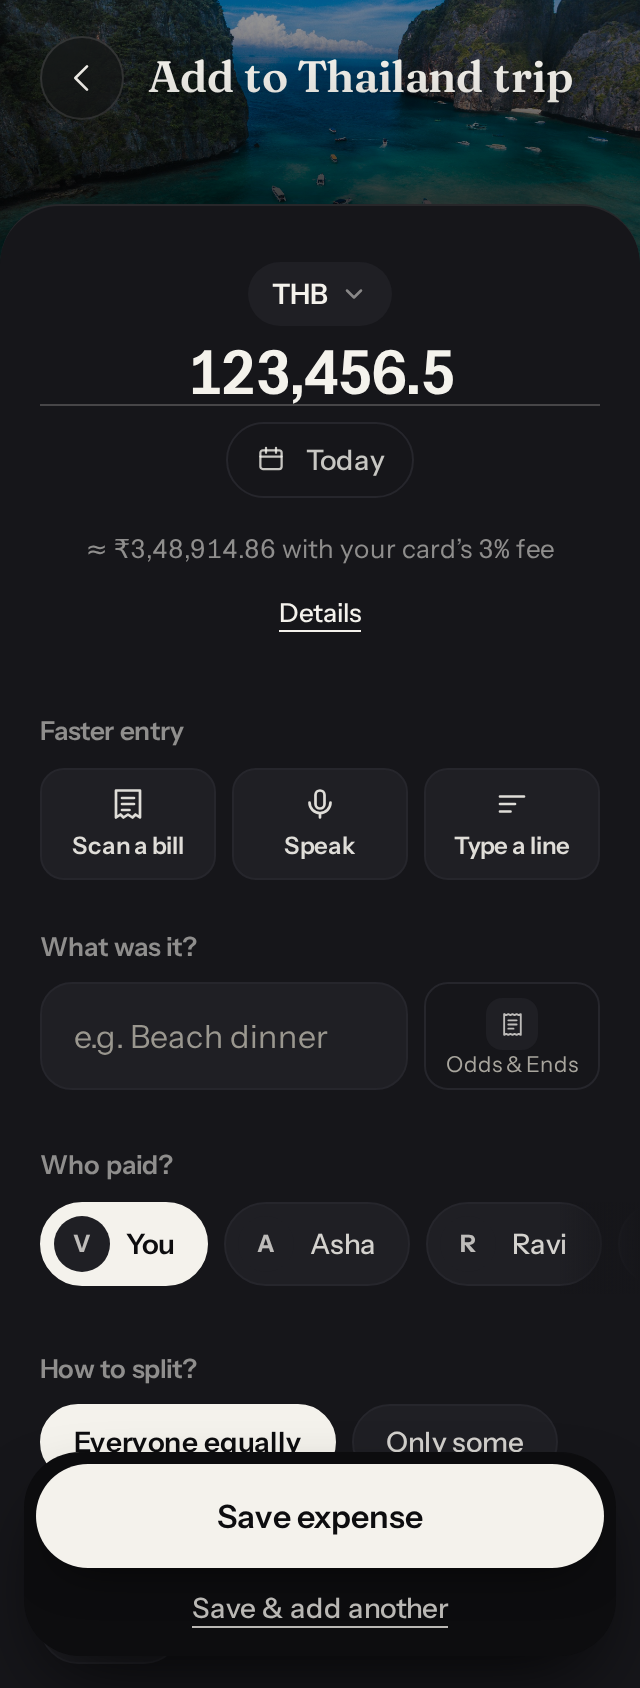 Add to Thailand trip
THB
123,456.5
Today
≈ ₹3,48,914.86 with your card’s 3% fee
Details
Faster entry
Scan a bill
Speak
Type a line
What was it?
e.g. Beach dinner
Odds & Ends
Who paid?
V You
A Asha
R Ravi
How to split?
Everyone equally
Only some
Save expense
Save & add another